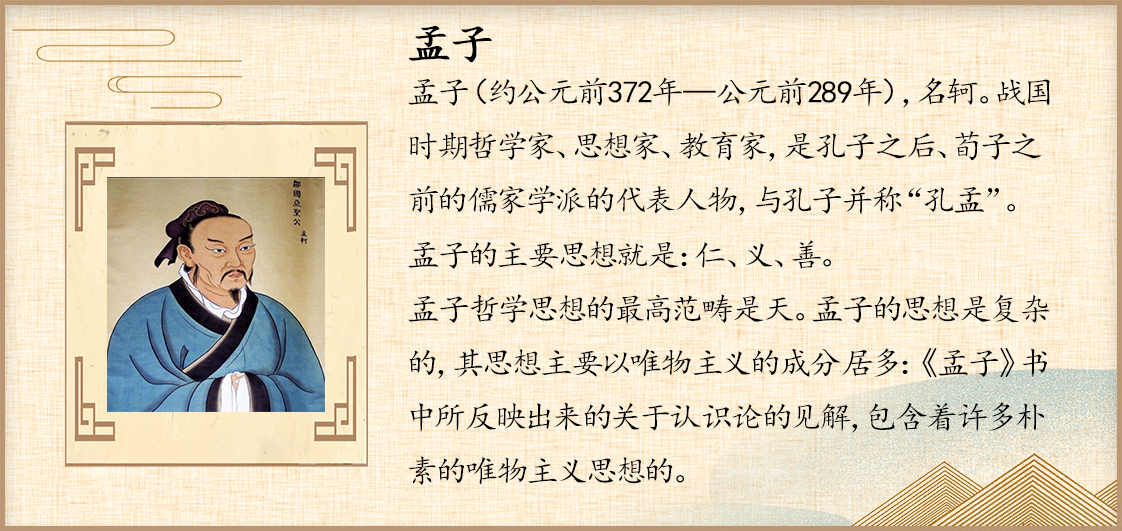 孟子
孟子（约公元前372年—公元前289年），名轲。战国
时期哲学家、思想家、教育家，是孔子之后、荀子之
前的儒家学派的代表人物，与孔子并称“孔孟”。
孟子的主要思想就是：仁、义、善。
孟子哲学思想的最高范畴是天。孟子的思想是复杂
的，其思想主要以唯物主义的成分居多：《孟子》书
中所反映出来的关于认识论的见解，包含着许多朴
素的唯物主义思想的。
鄒國亞聖公
孟軻